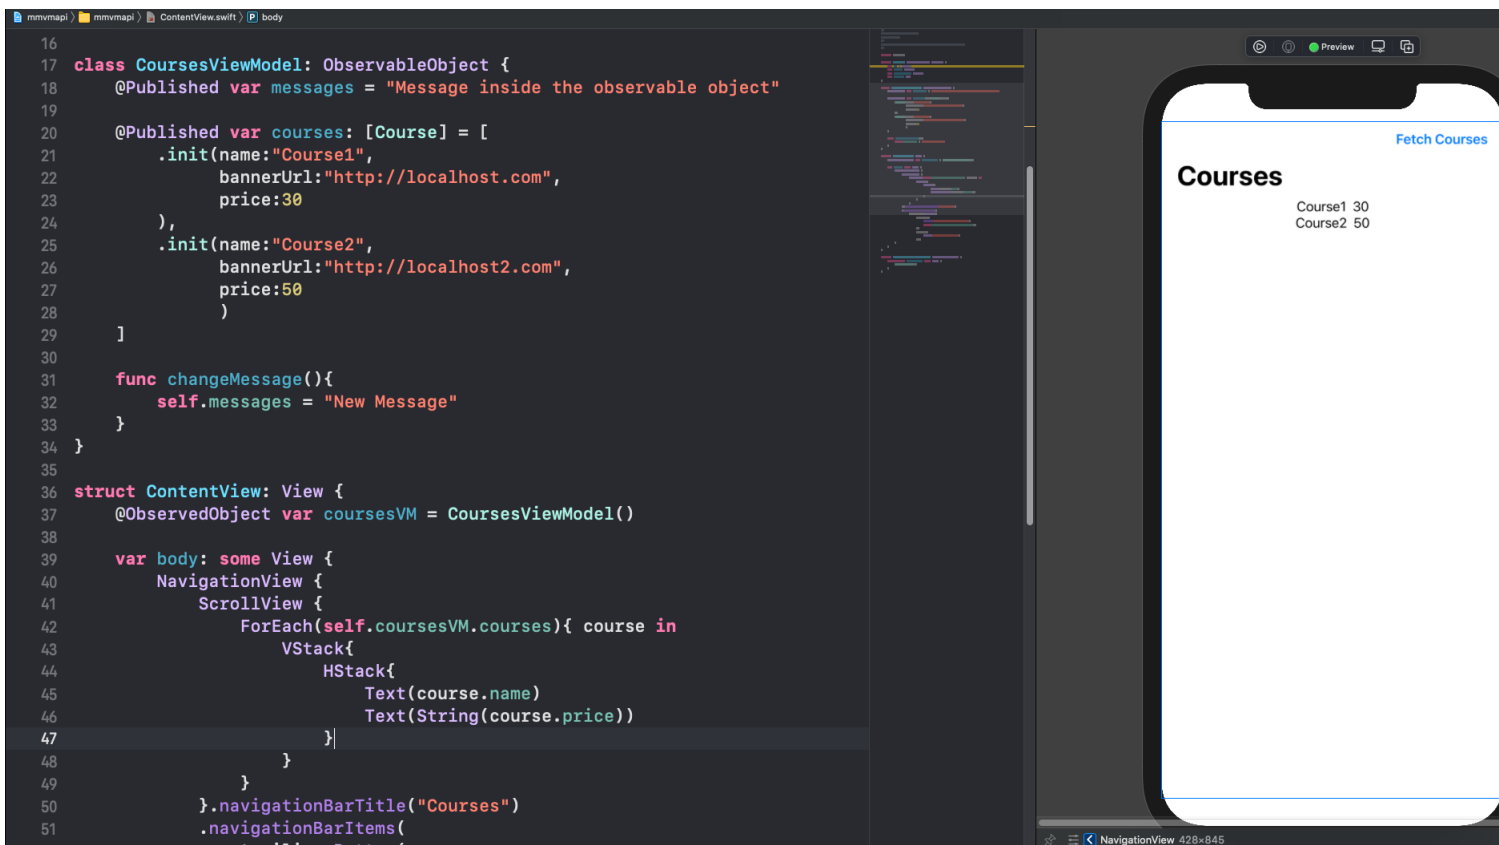 mmvmapi mmvmapi ContentView.swift P body
16
17 class CoursesViewModel: ObservableObject {
18 @Published var messages = "Message inside the observable object"
19
20 @Published var courses: [Course] = [
21 .init(name:"Course1",
22 bannerUrl:"http://localhost.com",
23 price:30
24 ),
25 .init(name:"Course2",
26 bannerUrl:"http://localhost2.com",
27 price:50
28 )
29 ]
30
31 func changeMessage(){
32 self.messages = "New Message"
33 }
34 }
35
36 struct ContentView: View {
37 @ObservedObject var coursesVM = CoursesViewModel()
38
39 var body: some View {
40 NavigationView {
41 ScrollView {
42 ForEach(self.coursesVM.courses){ course in
43 VStack{
44 HStack{
45 Text(course.name)
46 Text(String(course.price))
47 }
48 }
49 }
50 }.navigationBarTitle("Courses")
51 .navigationBarItems(
Preview
Fetch Courses
Courses
Course1 30
Course2 50
NavigationView 428×845